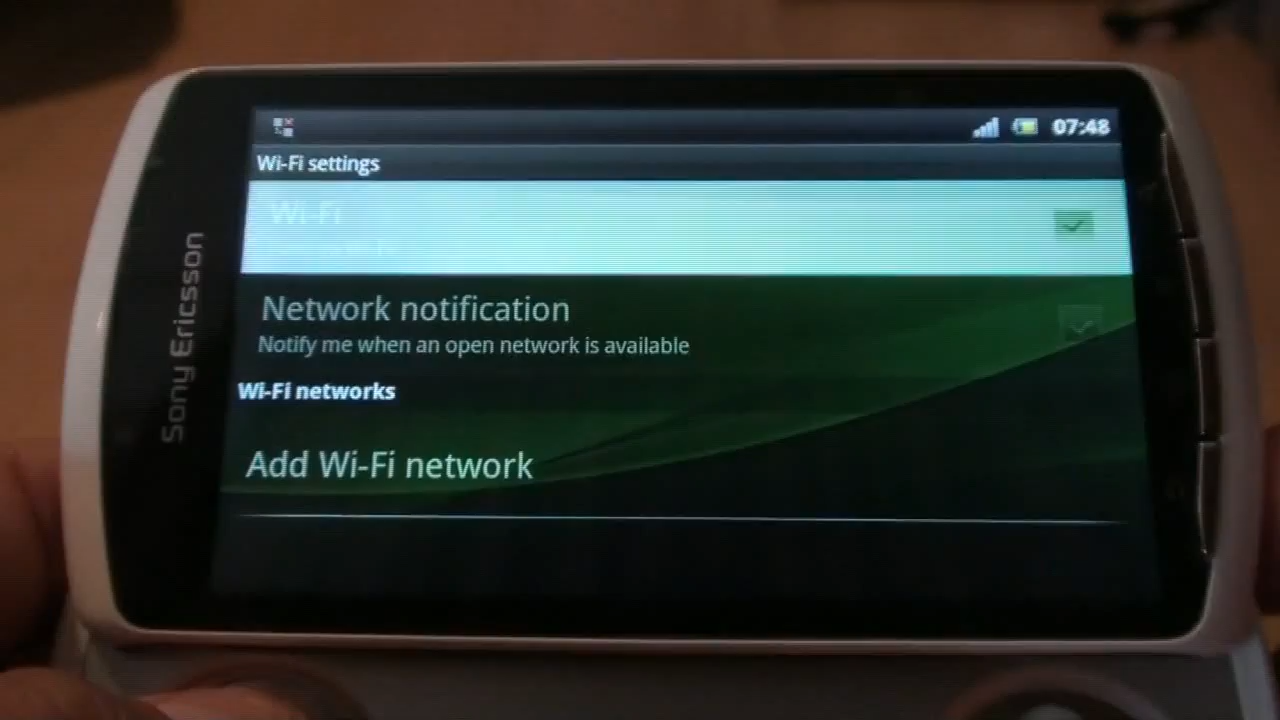 07:48
Wi-Fi settings
Wi-Fi
Network notification
Notify me when an open network is available
Wi-Fi networks
Add Wi-Fi network
Sony Ericsson